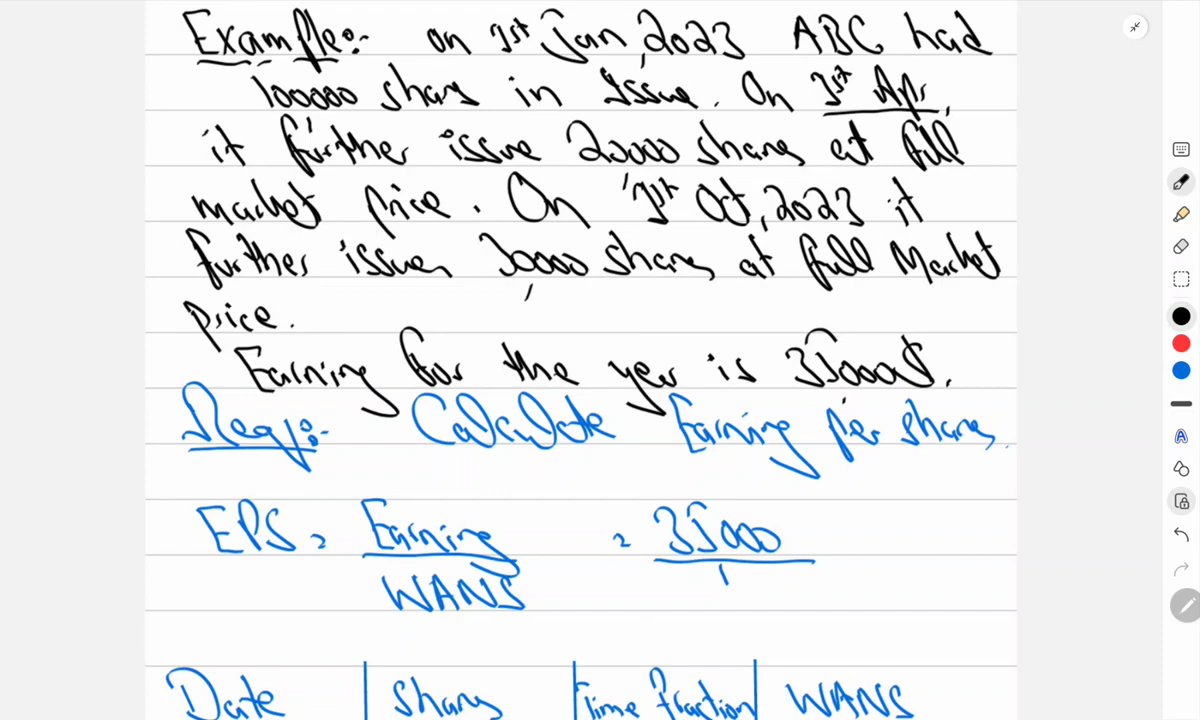 Example:- on 1st Jan, 2023 ABC had
100000 shares in Issue. On 1st Apr,
it further issue 20000 shares at full
market price. On 1st Oct, 2023 it
further issues 30000 shares at full Market
price.
Earning for the year is 35000$.
Req:- Calculate Earning per shares.
EPS = Earning = 35000
WANS
Date | Shares | Time fraction | WANS